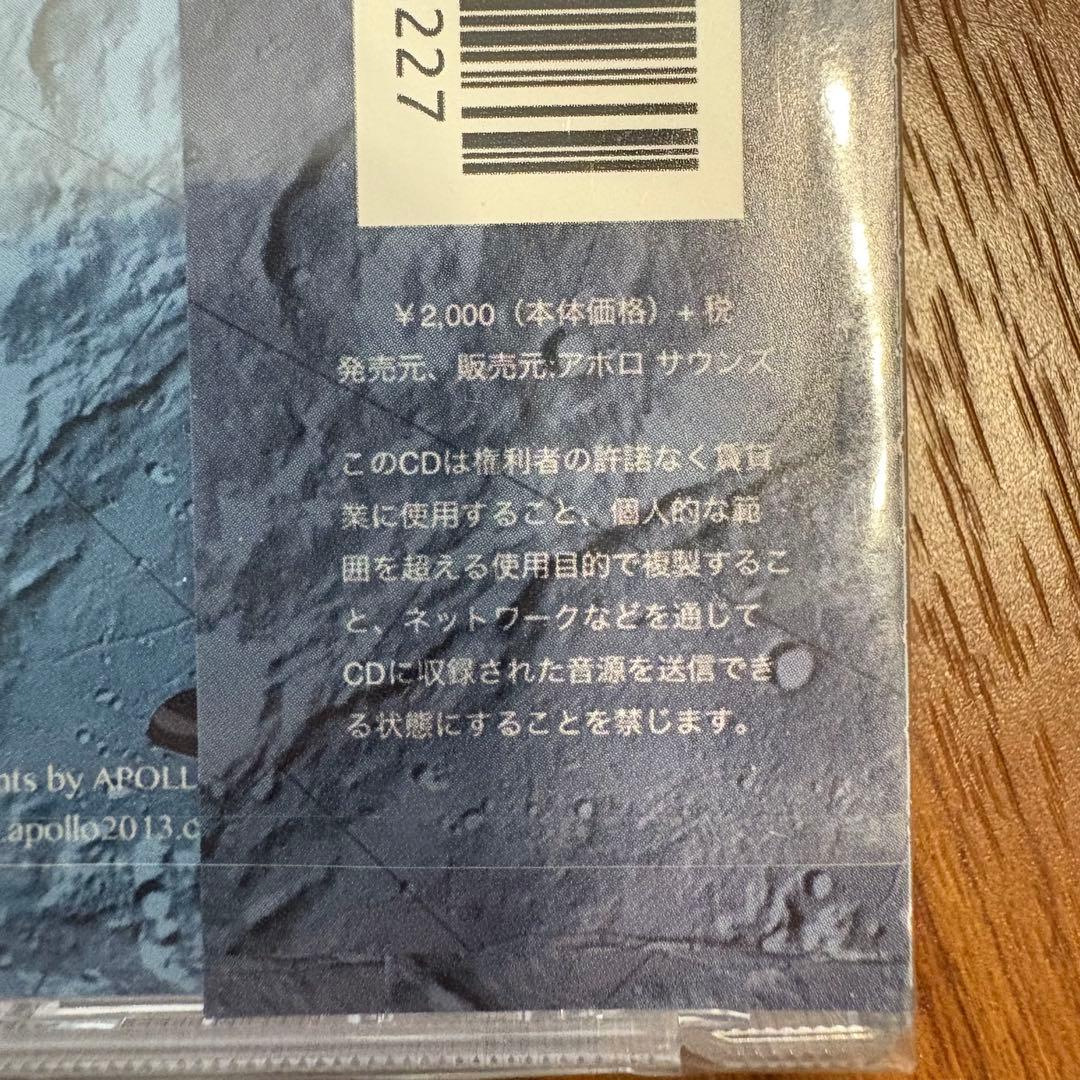 227
¥2,000（本体価格）+ 税
発売元、販売元:アポロ サウンズ
このCDは権利者の許諾なく賃貸
業に使用すること、個人的な範
囲を超える使用目的で複製するこ
と、ネットワークなどを通じて
CDに収録された音源を送信でき
る状態にすることを禁じます。
nts by APOLL
.apollo2013.c